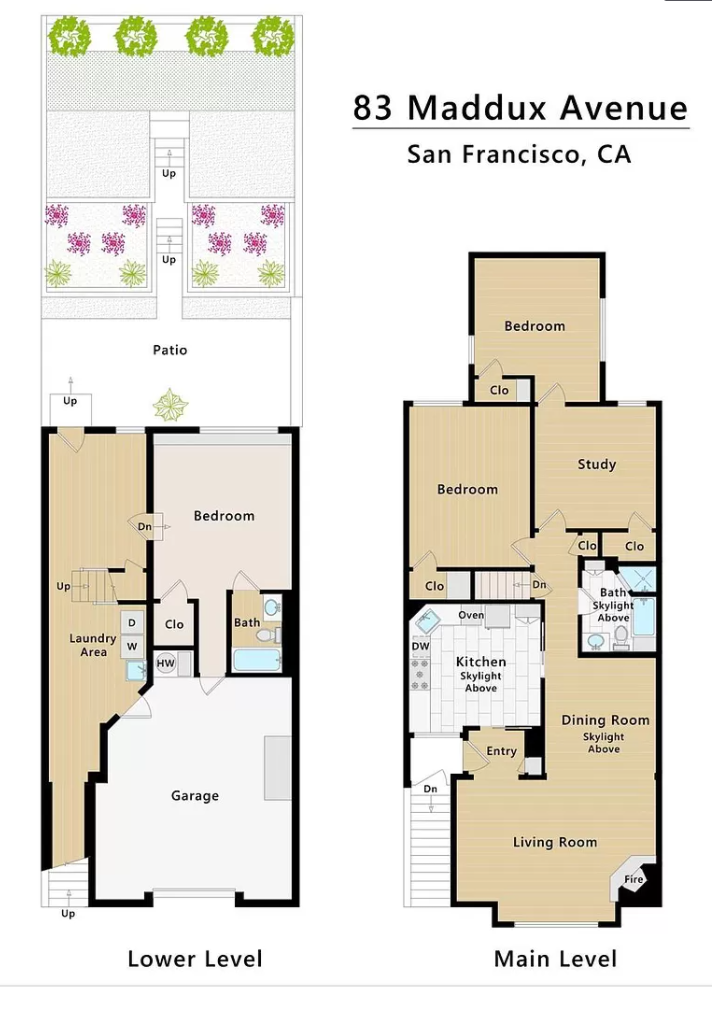 83 Maddux Avenue
San Francisco, CA
Up
Up
Patio
Up
Bedroom
Dn
Up
Clo
Bath
D
W
Laundry
Area
HW
Garage
Up
Lower Level
Bedroom
Clo
Study
Bedroom
Clo
Clo
Clo
Dn
Bath
Skylight
Above
Oven
DW
Kitchen
Skylight
Above
Dining Room
Skylight
Above
Entry
Dn
Living Room
Fire
Main Level